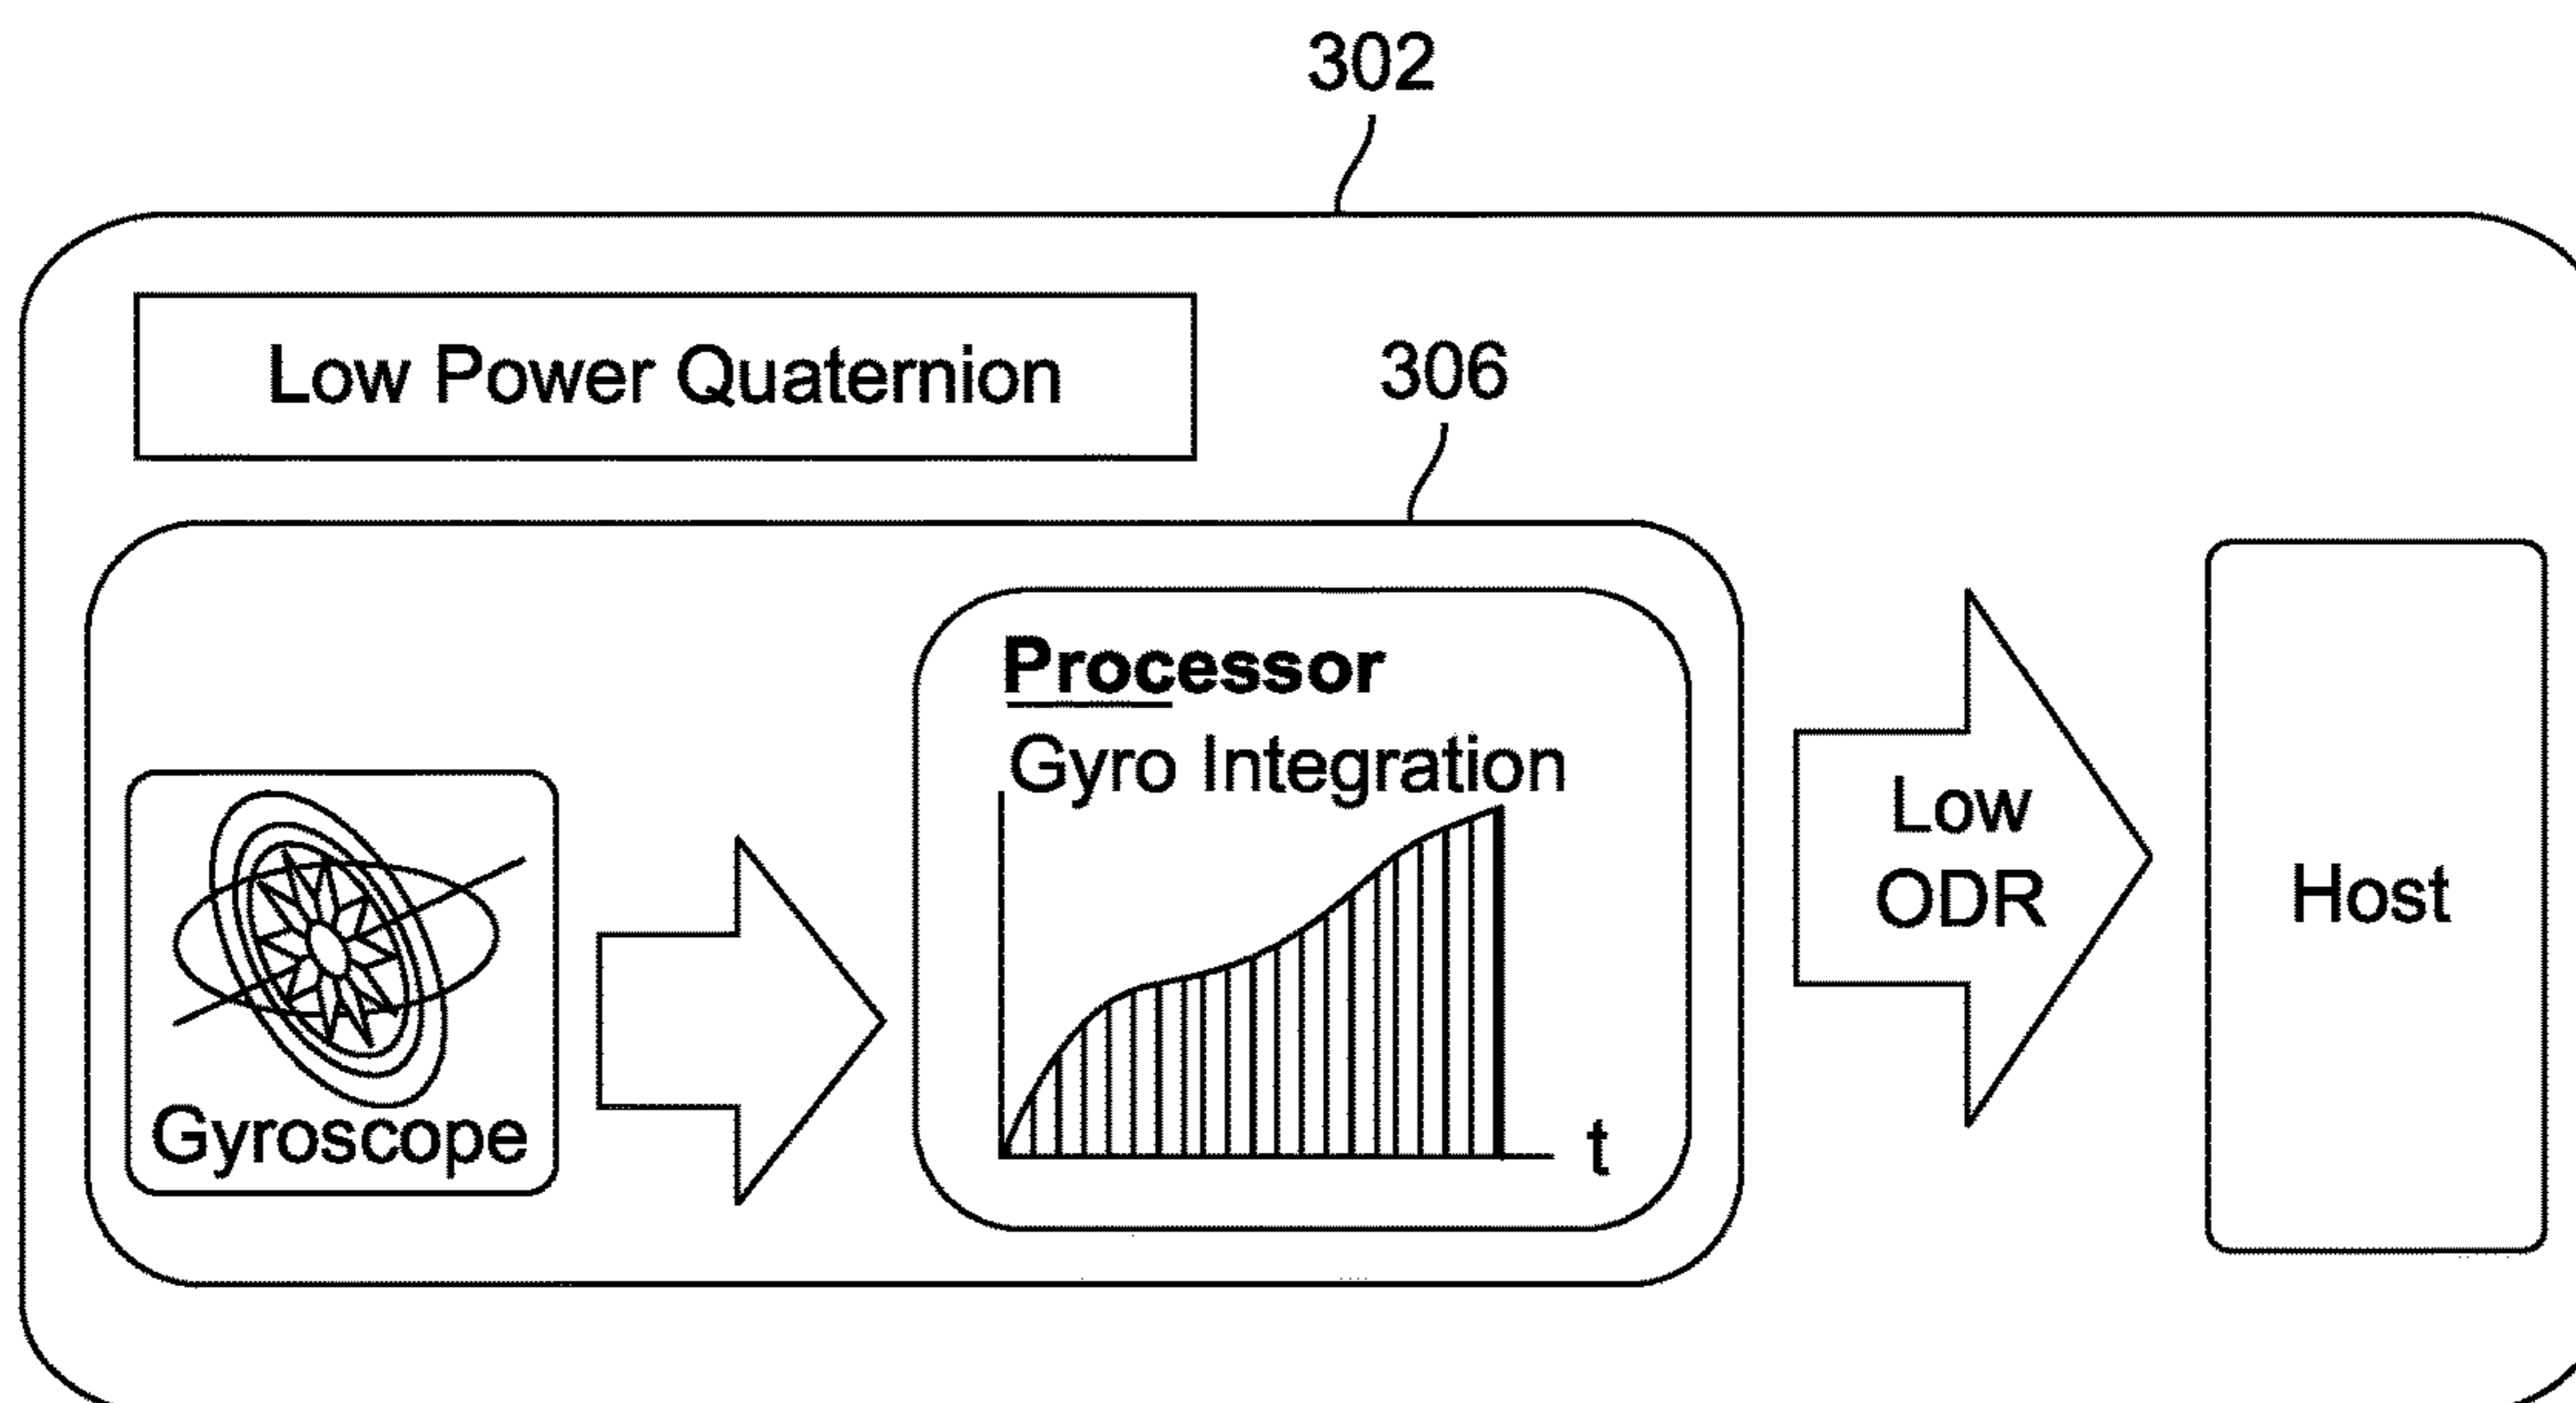 302
Low Power Quaternion
306
Processor
Gyro Integration
t
Gyroscope
Low
ODR
Host